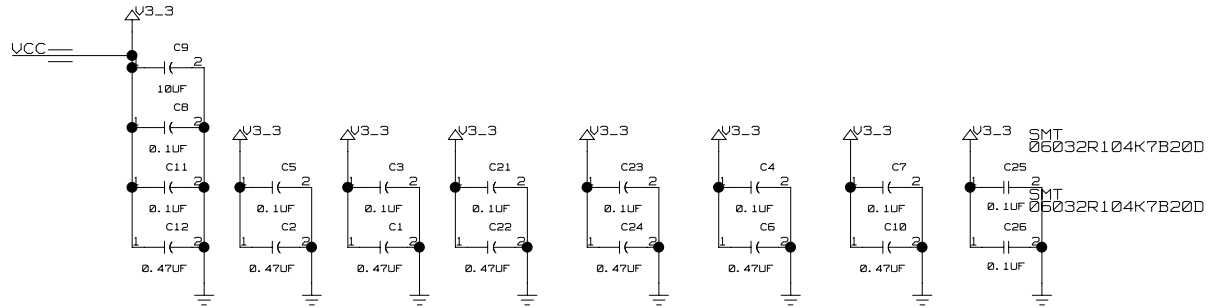 V3_3
VCC
C9
1 2
10UF
C8
1 2
0.1UF
V3_3 V3_3 V3_3 V3_3 V3_3 V3_3 V3_3 SMT
06032R104K7B20D
C11 C5 C3 C21 C23 C4 C7 C25
1 2 1 2 1 2 1 2 1 2 1 2 1 2 1 2
SMT
0.1UF 0.1UF 0.1UF 0.1UF 0.1UF 0.1UF 0.1UF 0.1UF 06032R104K7B20D
C12 C2 C1 C22 C24 C6 C10 C26
1 2 1 2 1 2 1 2 1 2 1 2 1 2 1 2
0.47UF 0.47UF 0.47UF 0.47UF 0.47UF 0.47UF 0.47UF 0.1UF